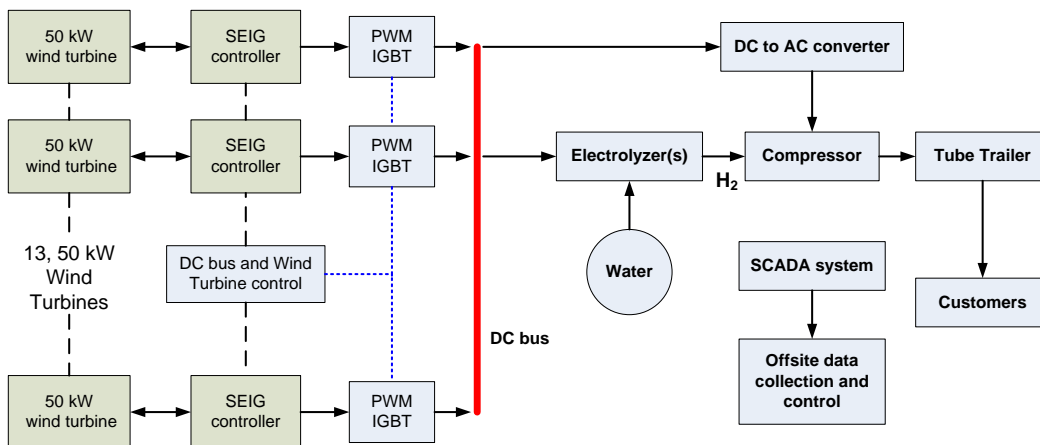 50 kW
wind turbine
SEIG
controller
PWM
IGBT
DC to AC converter
50 kW
wind turbine
SEIG
controller
PWM
IGBT
Electrolyzer(s)
H₂
Compressor
Tube Trailer
13, 50 kW
Wind
Turbines
DC bus and Wind
Turbine control
Water
SCADA system
Customers
DC bus
Offsite data
collection and
control
50 kW
wind turbine
SEIG
controller
PWM
IGBT